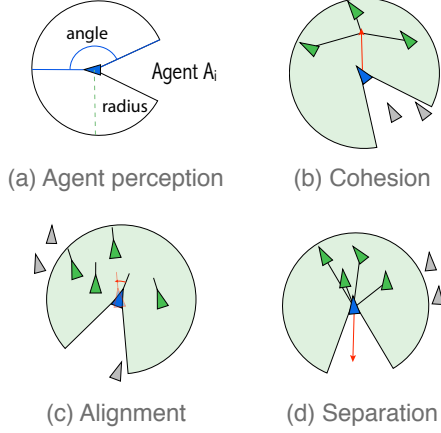 angle
Agent Ai
radius
(a) Agent perception
(b) Cohesion
(c) Alignment
(d) Separation